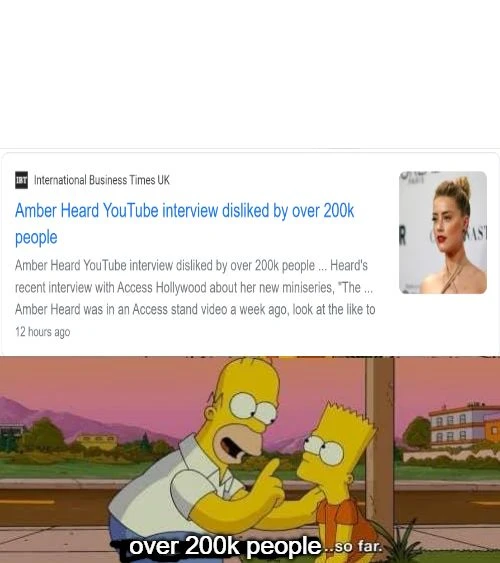 IBT International Business Times UK
Amber Heard YouTube interview disliked by over 200k
people
Amber Heard YouTube interview disliked by over 200k people ... Heard's
recent interview with Access Hollywood about her new miniseries, "The ...
Amber Heard was in an Access stand video a week ago, look at the like to
12 hours ago
over 200k people...so far.